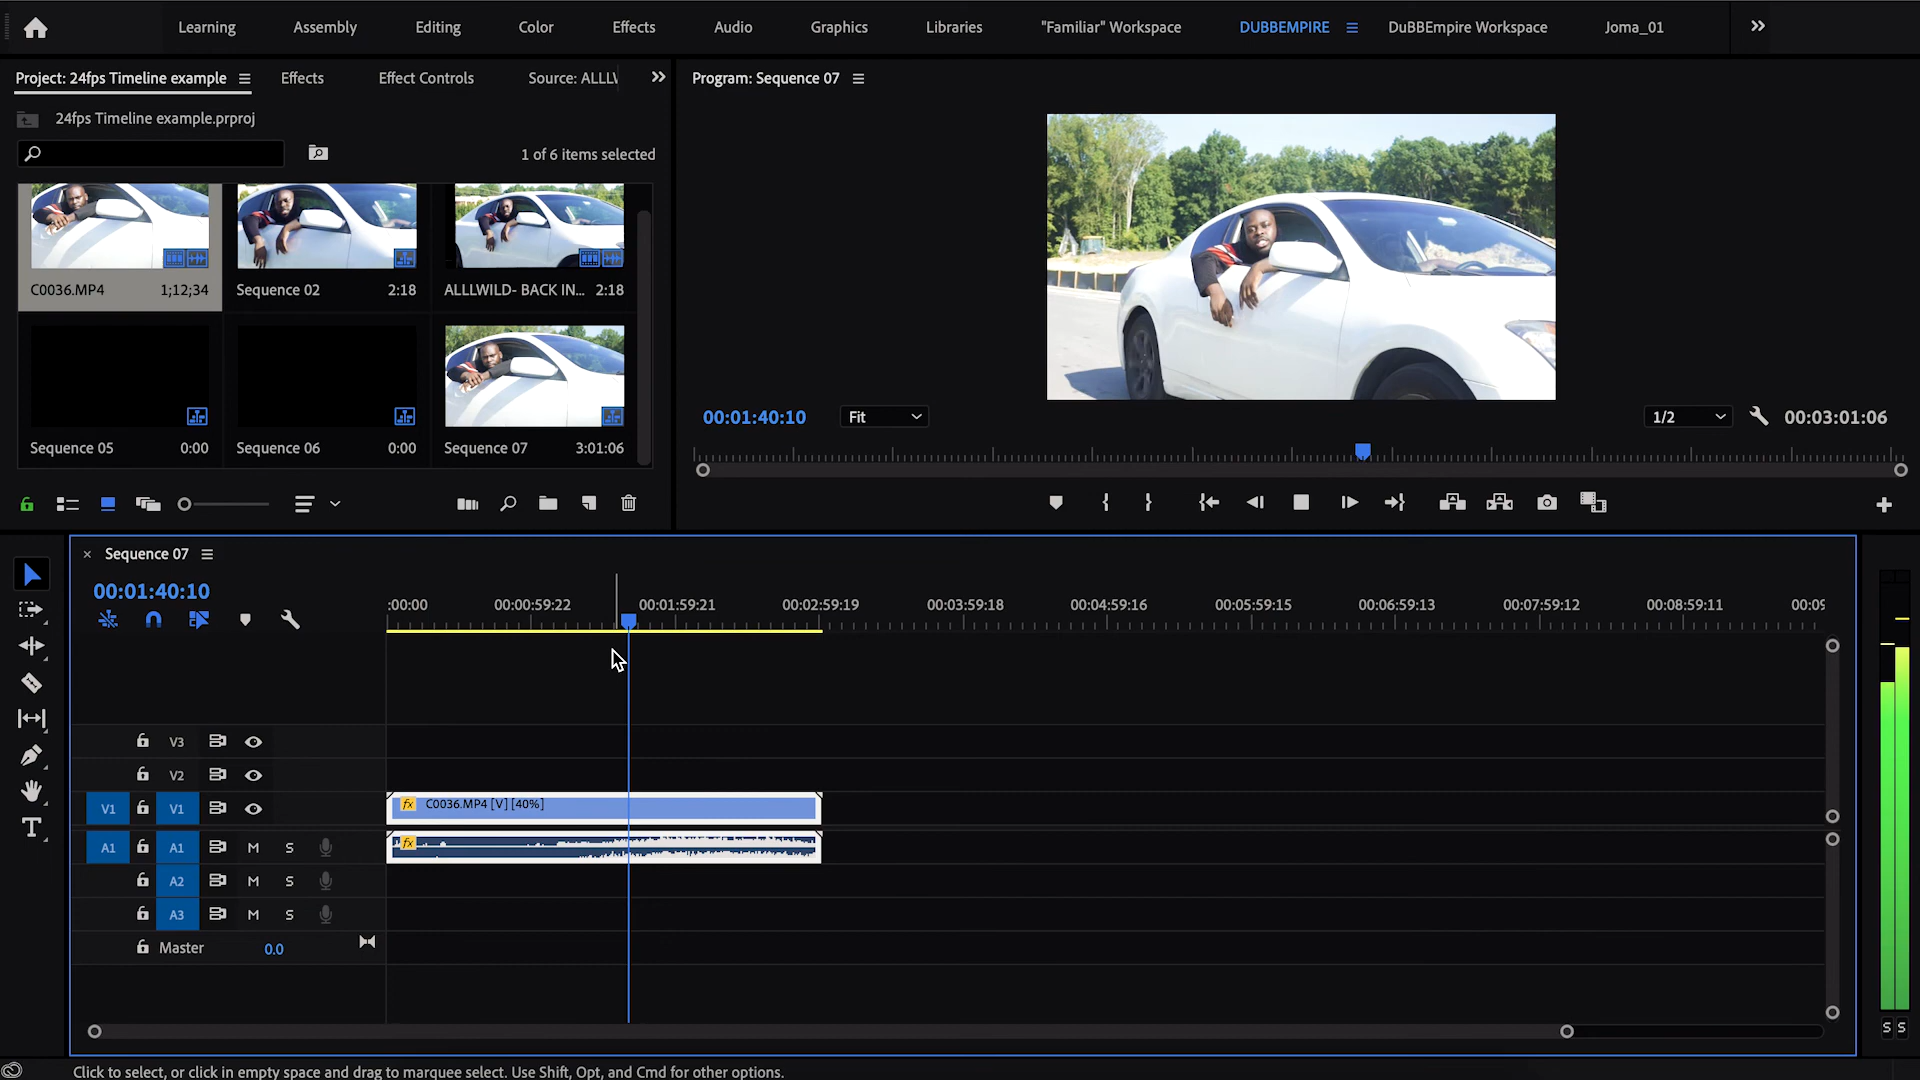 Learning
Assembly
Editing
Color
Effects
Audio
Graphics
Libraries
"Familiar" Workspace
DUBBEMPIRE
DuBBEmpire Workspace
Joma_01
Project: 24fps Timeline example
Effects
Effect Controls
Source: ALLLV
24fps Timeline example.prproj
1 of 6 items selected
C0036.MP4 1;12;34
Sequence 02 2:18
ALLLWILD- BACK IN... 2:18
Sequence 05 0:00
Sequence 06 0:00
Sequence 07 3:01:06
Program: Sequence 07
00:01:40:10
Fit
1/2
00:03:01:06
Sequence 07
00:01:40:10
:00:00
00:00:59:22
00:01:59:21
00:02:59:19
00:03:59:18
00:04:59:16
00:05:59:15
00:06:59:13
00:07:59:12
00:08:59:11
00:09
V3
V2
V1 V1
fx C0036.MP4 [V] [40%]
A1 A1 M S
fx
A2 M S
A3 M S
Master 0.0
S S
Click to select, or click in empty space and drag to marquee select. Use Shift, Opt, and Cmd for other options.